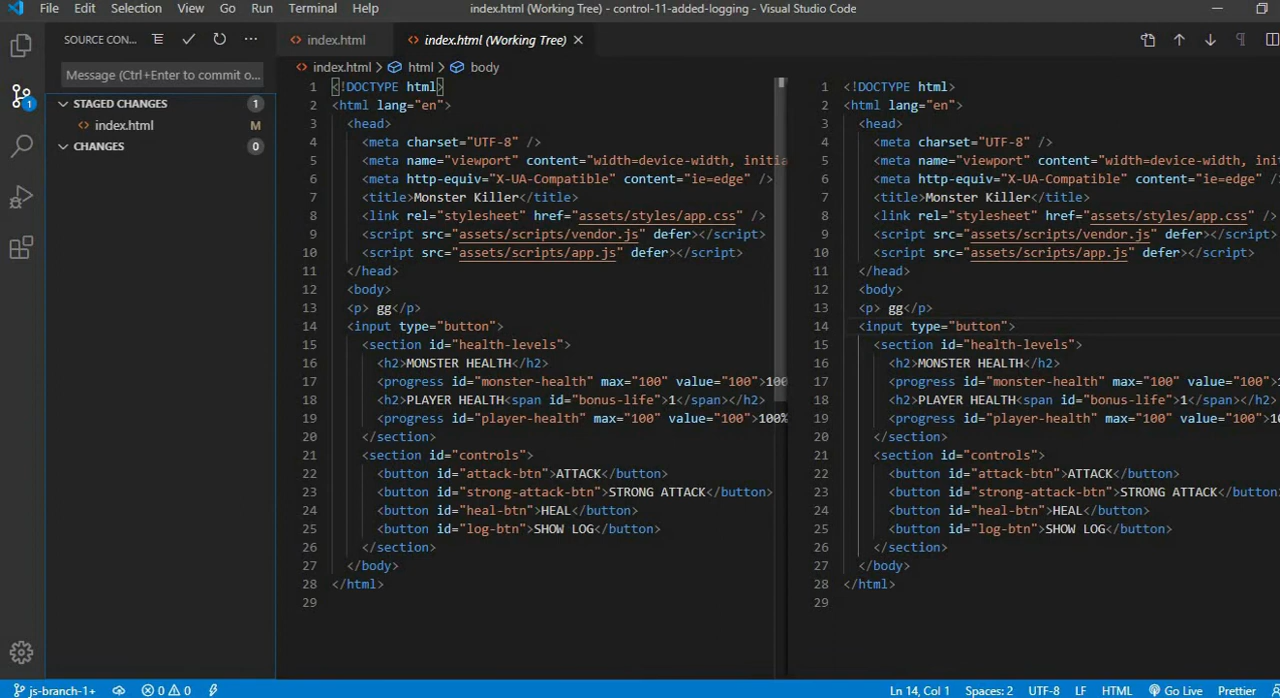 File Edit Selection View Go Run Terminal Help index.html (Working Tree) - control-11-added-logging - Visual Studio Code
SOURCE CON...
index.html
index.html (Working Tree)
index.html > html > body
Message (Ctrl+Enter to commit o...
STAGED CHANGES 1
index.html M
CHANGES 0
1
1 <!DOCTYPE html>
2 <html lang="en">
3 <head>
4 <meta charset="UTF-8" />
5 <meta name="viewport" content="width=device-width, initia
6 <meta http-equiv="X-UA-Compatible" content="ie=edge" />
7 <title>Monster Killer</title>
8 <link rel="stylesheet" href="assets/styles/app.css" />
9 <script src="assets/scripts/vendor.js" defer></script>
10 <script src="assets/scripts/app.js" defer></script>
11 </head>
12 <body>
13 <p> gg</p>
14 <input type="button">
15 <section id="health-levels">
16 <h2>MONSTER HEALTH</h2>
17 <progress id="monster-health" max="100" value="100">100
18 <h2>PLAYER HEALTH<span id="bonus-life">1</span></h2>
19 <progress id="player-health" max="100" value="100">100%
20 </section>
21 <section id="controls">
22 <button id="attack-btn">ATTACK</button>
23 <button id="strong-attack-btn">STRONG ATTACK</button>
24 <button id="heal-btn">HEAL</button>
25 <button id="log-btn">SHOW LOG</button>
26 </section>
27 </body>
28 </html>
29
1 <!DOCTYPE html>
2 <html lang="en">
3 <head>
4 <meta charset="UTF-8" />
5 <meta name="viewport" content="width=device-width, ini
6 <meta http-equiv="X-UA-Compatible" content="ie=edge" /
7 <title>Monster Killer</title>
8 <link rel="stylesheet" href="assets/styles/app.css" />
9 <script src="assets/scripts/vendor.js" defer></script>
10 <script src="assets/scripts/app.js" defer></script>
11 </head>
12 <body>
13 <p> gg</p>
14 <input type="button">
15 <section id="health-levels">
16 <h2>MONSTER HEALTH</h2>
17 <progress id="monster-health" max="100" value="100">1
18 <h2>PLAYER HEALTH<span id="bonus-life">1</span></h2>
19 <progress id="player-health" max="100" value="100">10
20 </section>
21 <section id="controls">
22 <button id="attack-btn">ATTACK</button>
23 <button id="strong-attack-btn">STRONG ATTACK</button
24 <button id="heal-btn">HEAL</button>
25 <button id="log-btn">SHOW LOG</button>
26 </section>
27 </body>
28 </html>
29
js-branch-1+ 0 0 Ln 14, Col 1 Spaces: 2 UTF-8 LF HTML Go Live Prettier